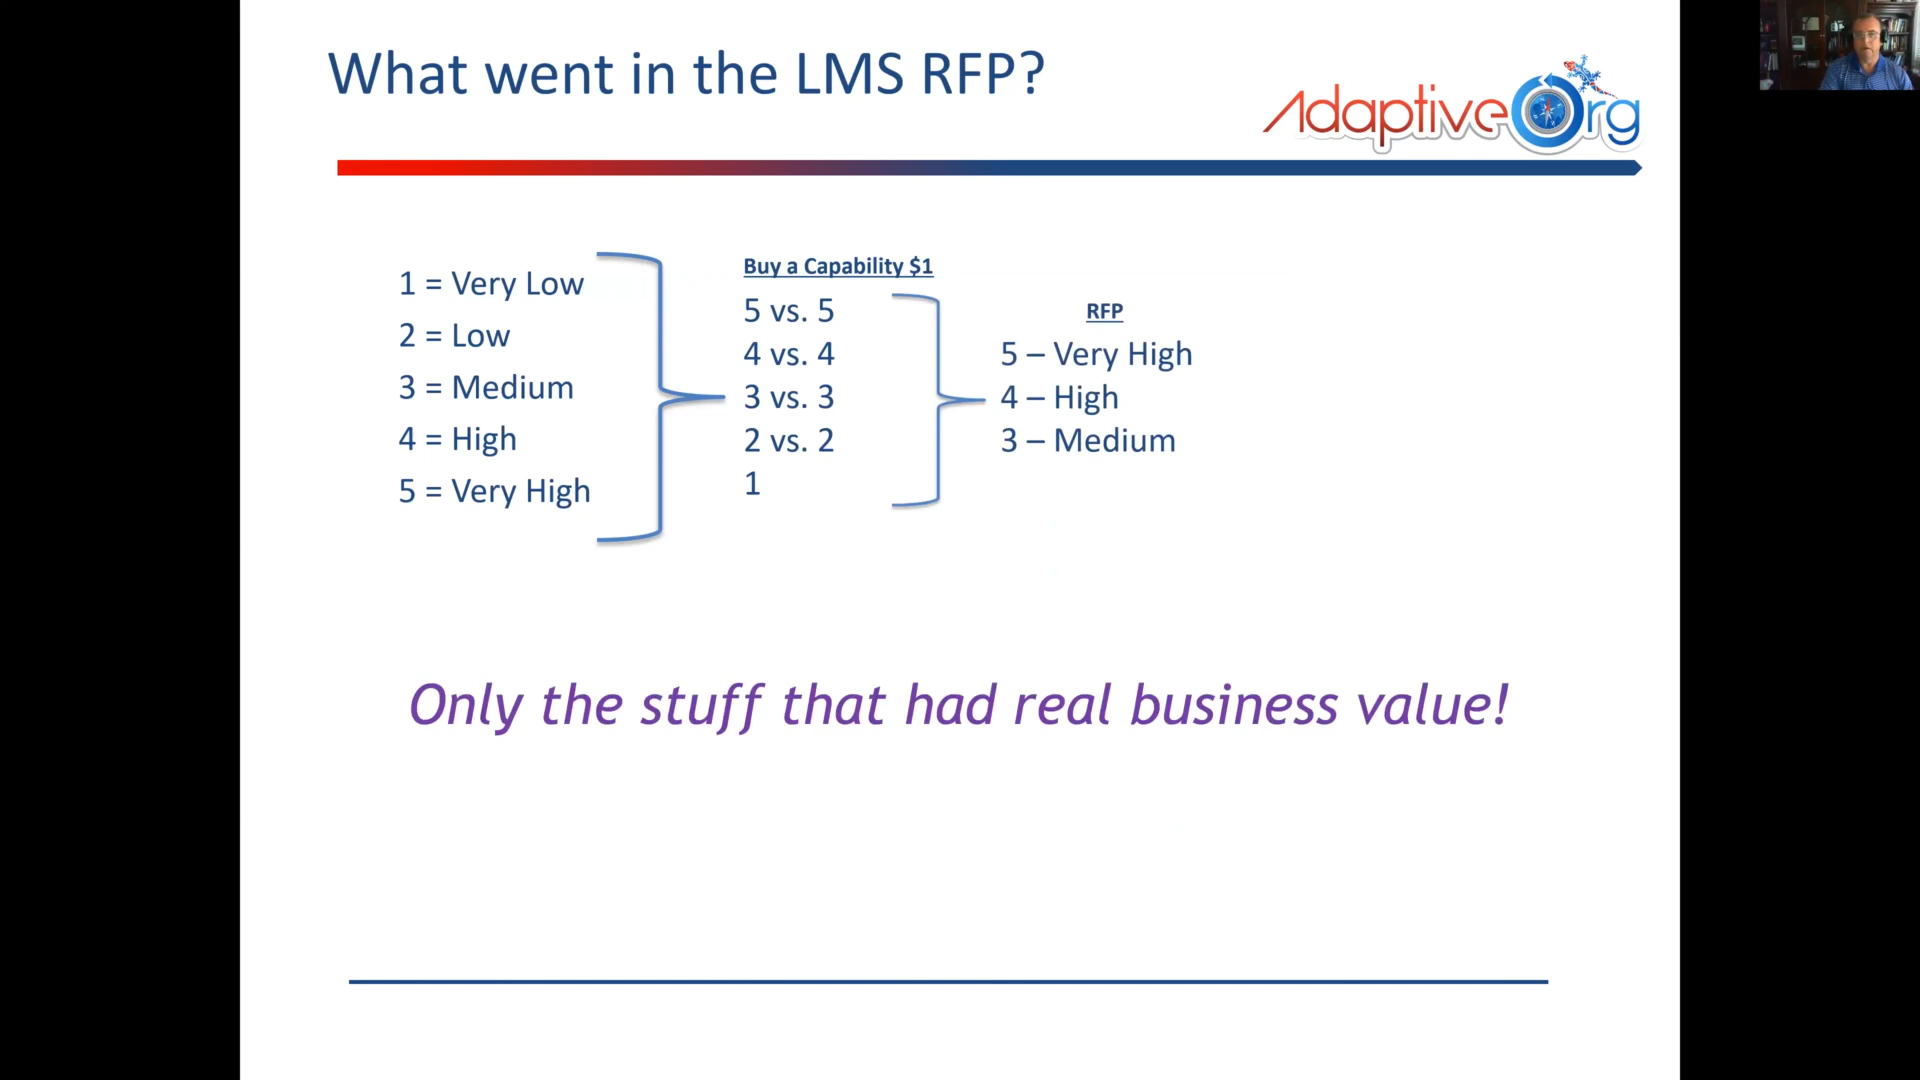 What went in the LMS RFP?
AdaptiveOrg
1 = Very Low
2 = Low
3 = Medium
4 = High
5 = Very High
Buy a Capability $1
5 vs. 5
4 vs. 4
3 vs. 3
2 vs. 2
1
RFP
5 – Very High
4 – High
3 – Medium
Only the stuff that had real business value!